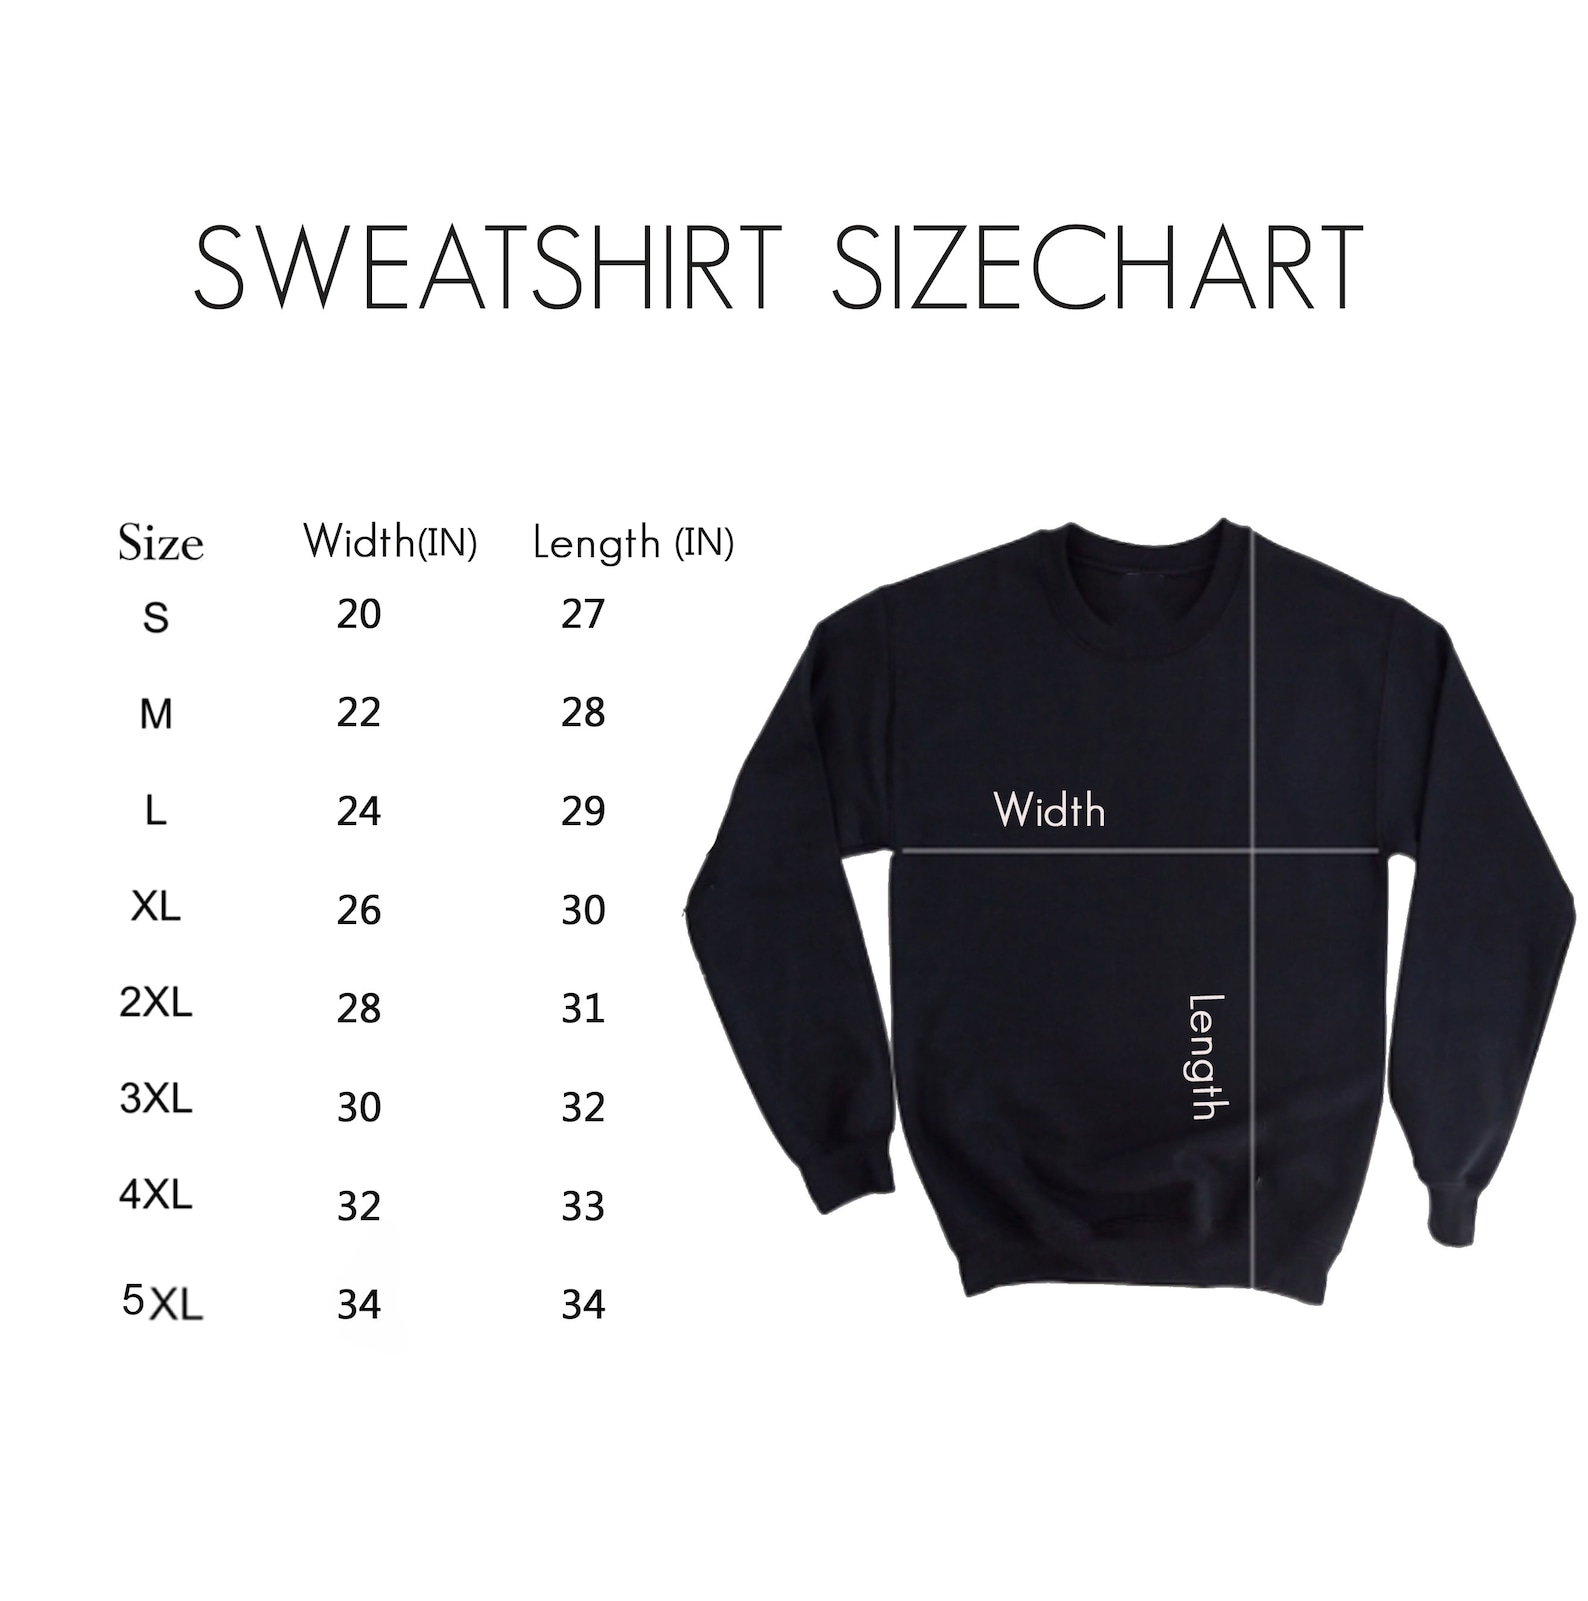 SWEATSHIRT SIZECHART
Size Width(IN) Length (IN)
S 20 27
M 22 28
L 24 29
XL 26 30
2XL 28 31
3XL 30 32
4XL 32 33
5XL 34 34
Width
Length